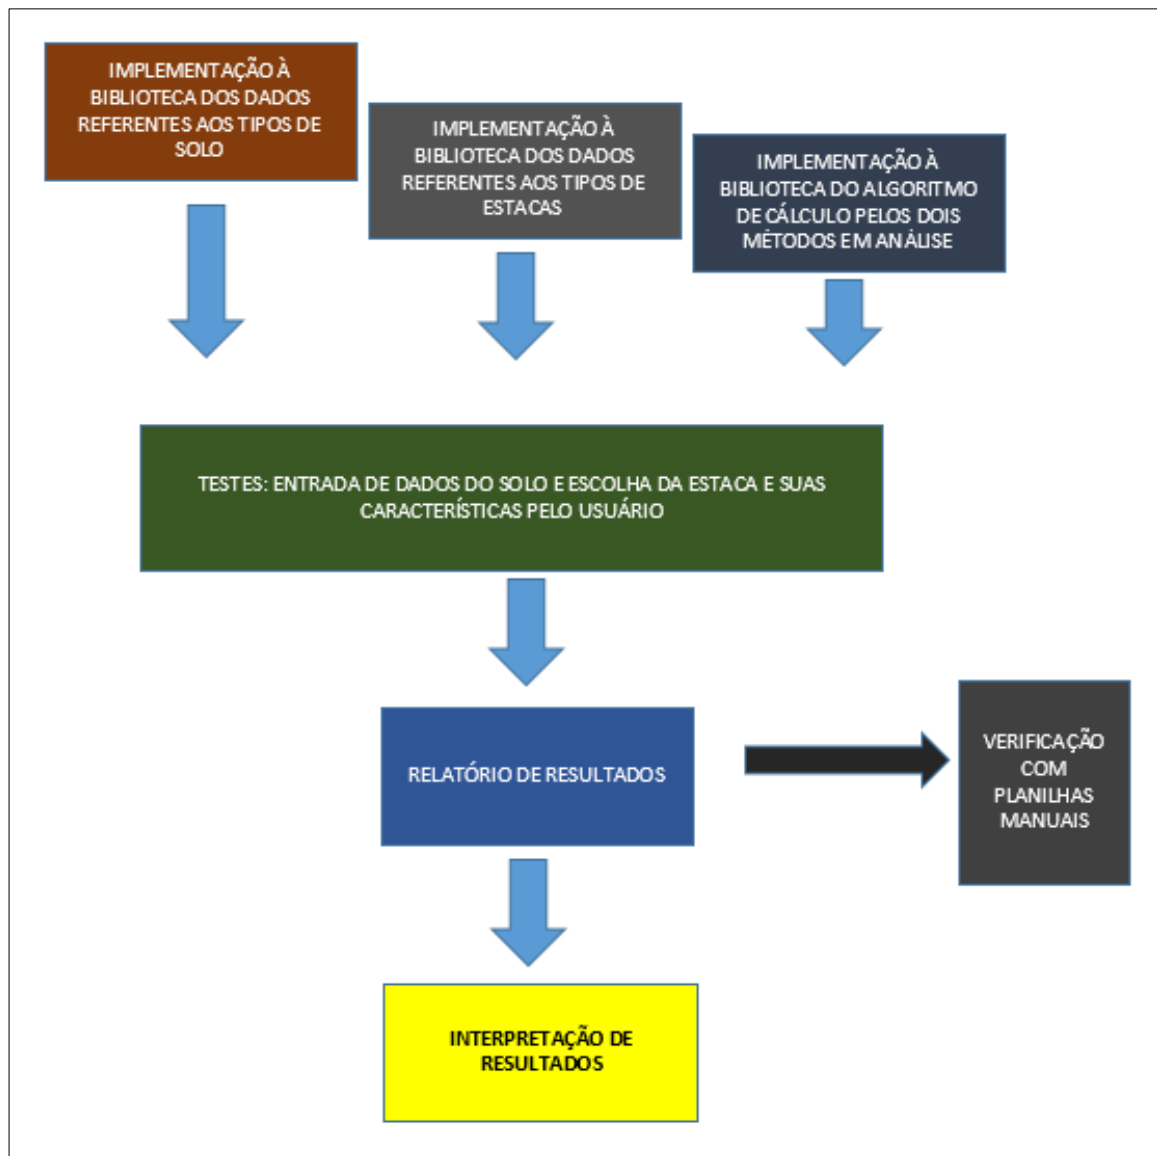 IMPLEMENTAÇÃO À
BIBLIOTECA DOS DADOS
REFERENTES AOS TIPOS DE
SOLO
IMPLEMENTAÇÃO À
BIBLIOTECA DOS DADOS
REFERENTES AOS TIPOS DE
ESTACAS
IMPLEMENTAÇÃO À
BIBLIOTECA DO ALGORITMO
DE CÁLCULO PELOS DOIS
MÉTODOS EM ANÁLISE
TESTES: ENTRADA DE DADOS DO SOLO E ESCOLHA DA ESTACA E SUAS
CARACTERÍSTICAS PELO USUÁRIO
RELATÓRIO DE RESULTADOS
VERIFICAÇÃO
COM
PLANILHAS
MANUAIS
INTERPRETAÇÃO DE
RESULTADOS